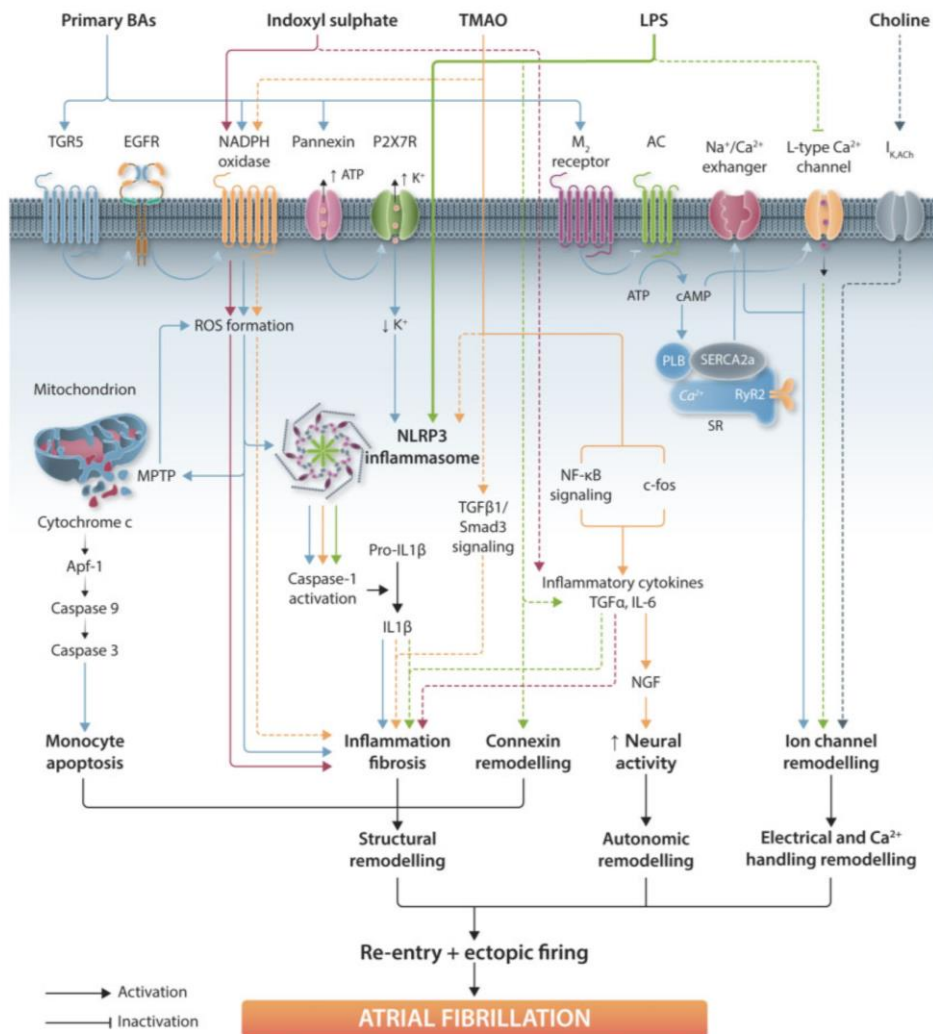 Primary BAs
Indoxyl sulphate
TMAO
LPS
Choline
TGR5
EGFR
NADPH
oxidase
Pannexin
P2X7R
M₂
receptor
AC
Na⁺/Ca²⁺
exhanger
L-type Ca²⁺
channel
I_K,ACh
↑ ATP
↑ K⁺
ATP
cAMP
ROS formation
↓ K⁺
PLB
SERCA2a
Ca²⁺
RyR2
SR
Mitochondrion
MPTP
NLRP3
inflammasome
NF-κB
signaling
c-fos
TGFβ1/
Smad3
signaling
Cytochrome c
Apf-1
Caspase 9
Caspase 3
Pro-IL1β
Caspase-1
activation
IL1β
Inflammatory cytokines
TGFα, IL-6
NGF
Monocyte
apoptosis
Inflammation
fibrosis
Connexin
remodelling
↑ Neural
activity
Ion channel
remodelling
Structural
remodelling
Autonomic
remodelling
Electrical and Ca²⁺
handling remodelling
Re-entry + ectopic firing
Activation
Inactivation
ATRIAL FIBRILLATION